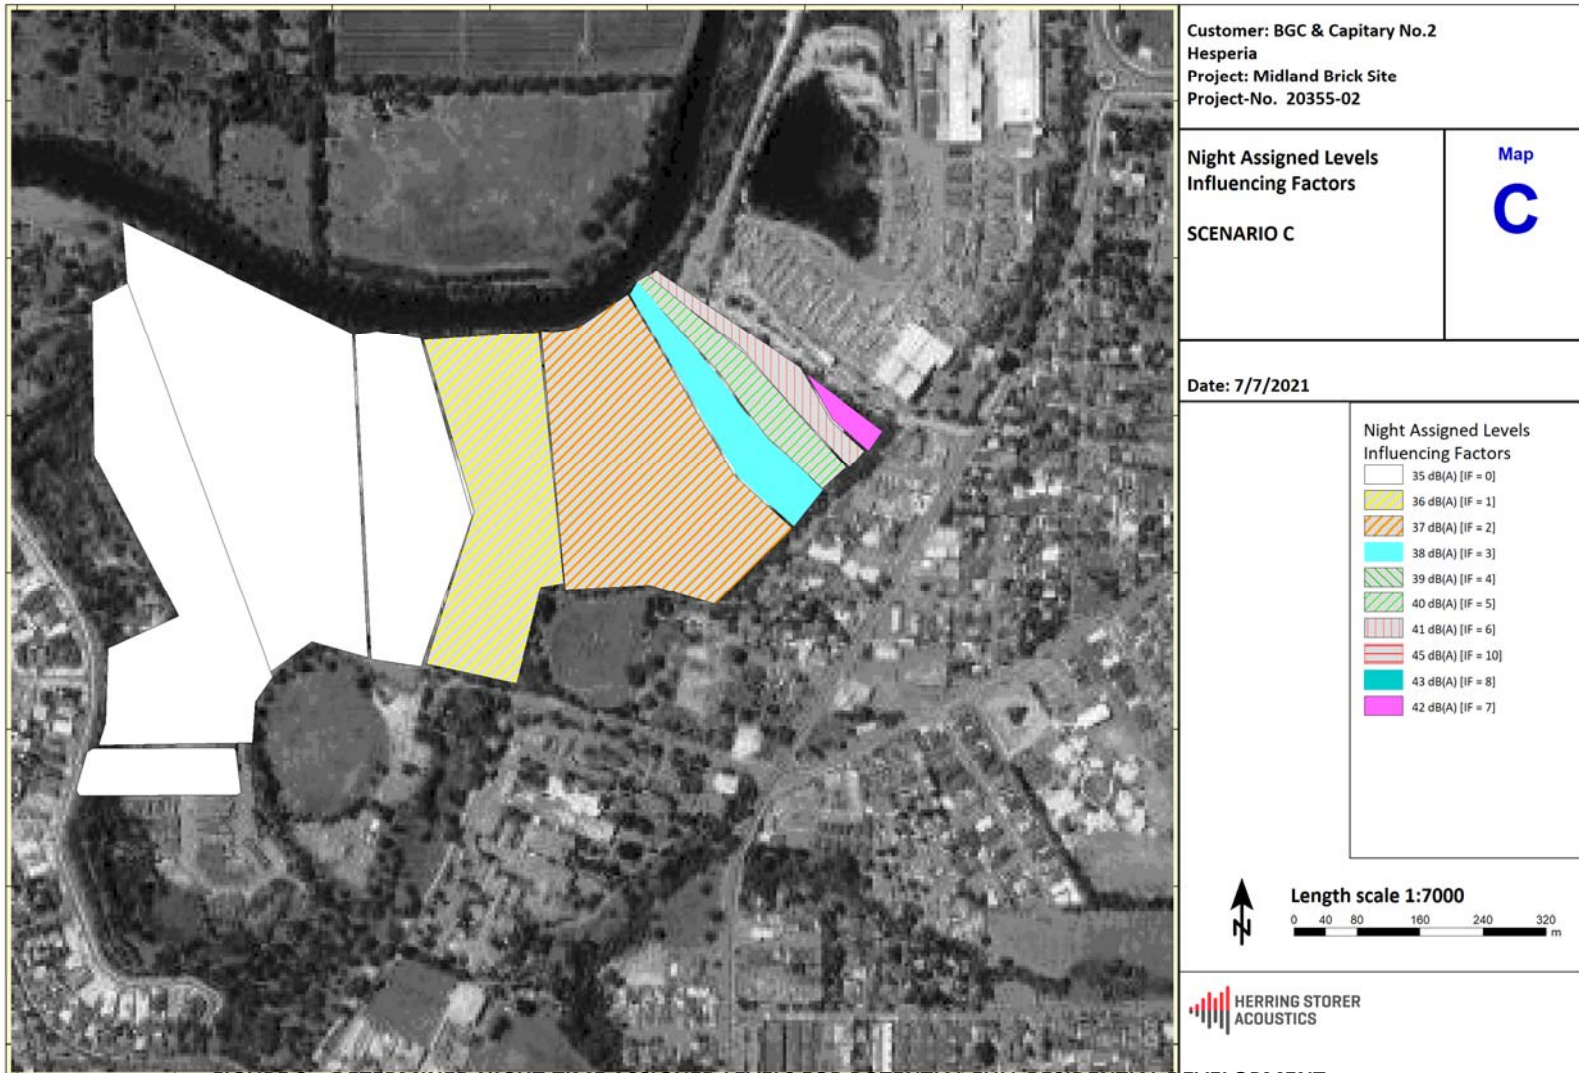 Customer: BGC & Capitary No.2
Hesperia
Project: Midland Brick Site
Project-No. 20355-02
Night Assigned Levels
Influencing Factors
SCENARIO C
Map
C
Date: 7/7/2021
Night Assigned Levels
Influencing Factors
35 dB(A) [IF = 0]
36 dB(A) [IF = 1]
37 dB(A) [IF = 2]
38 dB(A) [IF = 3]
39 dB(A) [IF = 4]
40 dB(A) [IF = 5]
41 dB(A) [IF = 6]
45 dB(A) [IF = 10]
43 dB(A) [IF = 8]
42 dB(A) [IF = 7]
N
Length scale 1:7000
0 40 80 160 240 320
m
HERRING STORER
ACOUSTICS